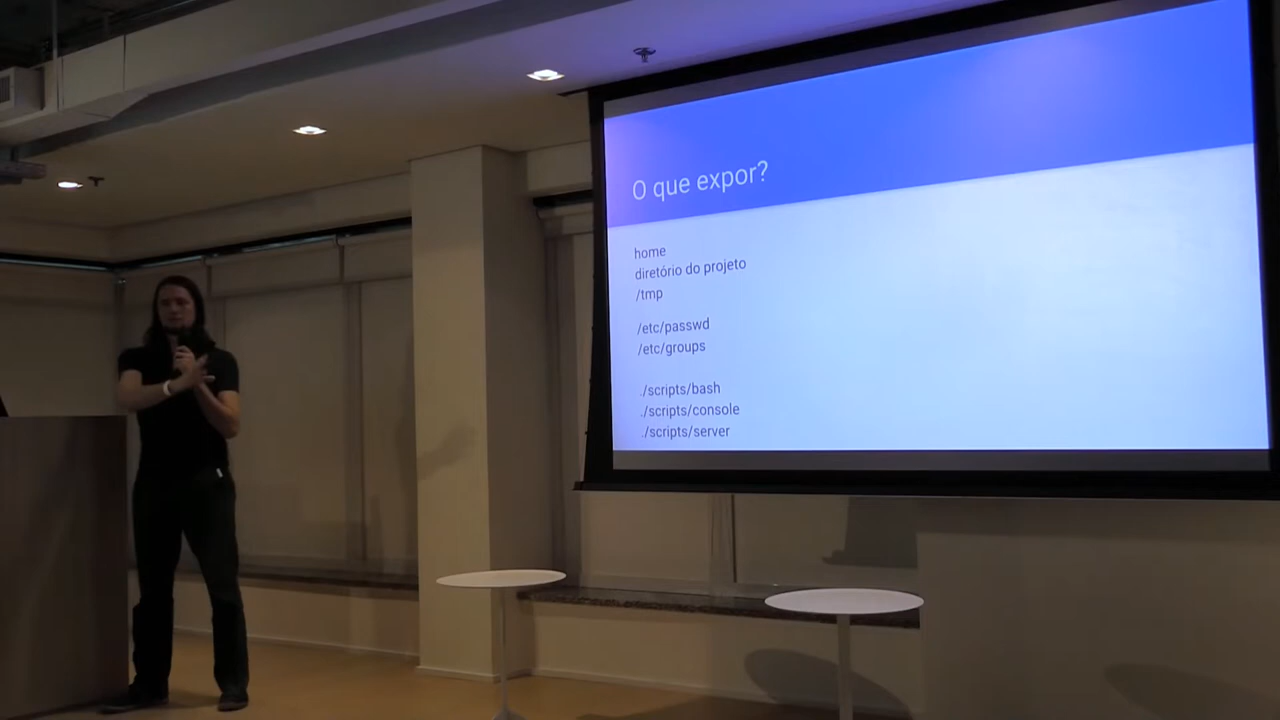 O que expor?
home
diretório do projeto
/tmp
/etc/passwd
/etc/groups
./scripts/bash
./scripts/console
./scripts/server